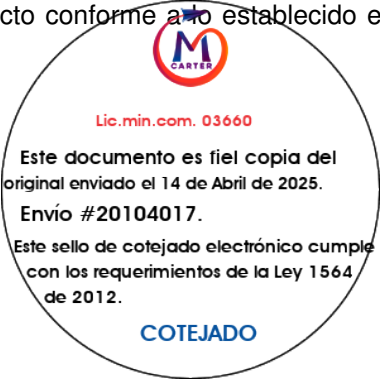 cto conforme a lo establecido e
M
CARTER
Lic.min.com. 03660
Este documento es fiel copia del
original enviado el 14 de Abril de 2025.
Envío #20104017.
Este sello de cotejado electrónico cumple
con los requerimientos de la Ley 1564
de 2012.
COTEJADO